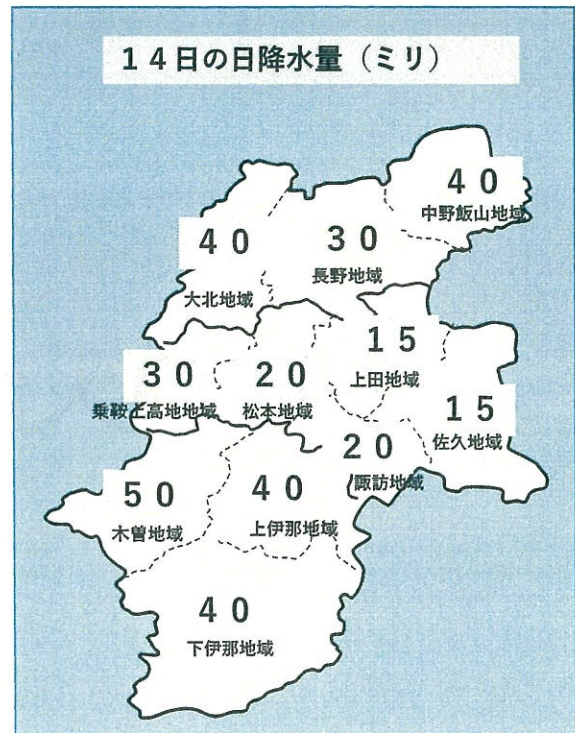 14日の日降水量（ミリ）
40
中野飯山地域
40
大北地域
30
長野地域
15
上田地域
30
乗鞍上高地地域
20
松本地域
15
佐久地域
20
諏訪地域
50
木曽地域
40
上伊那地域
40
下伊那地域